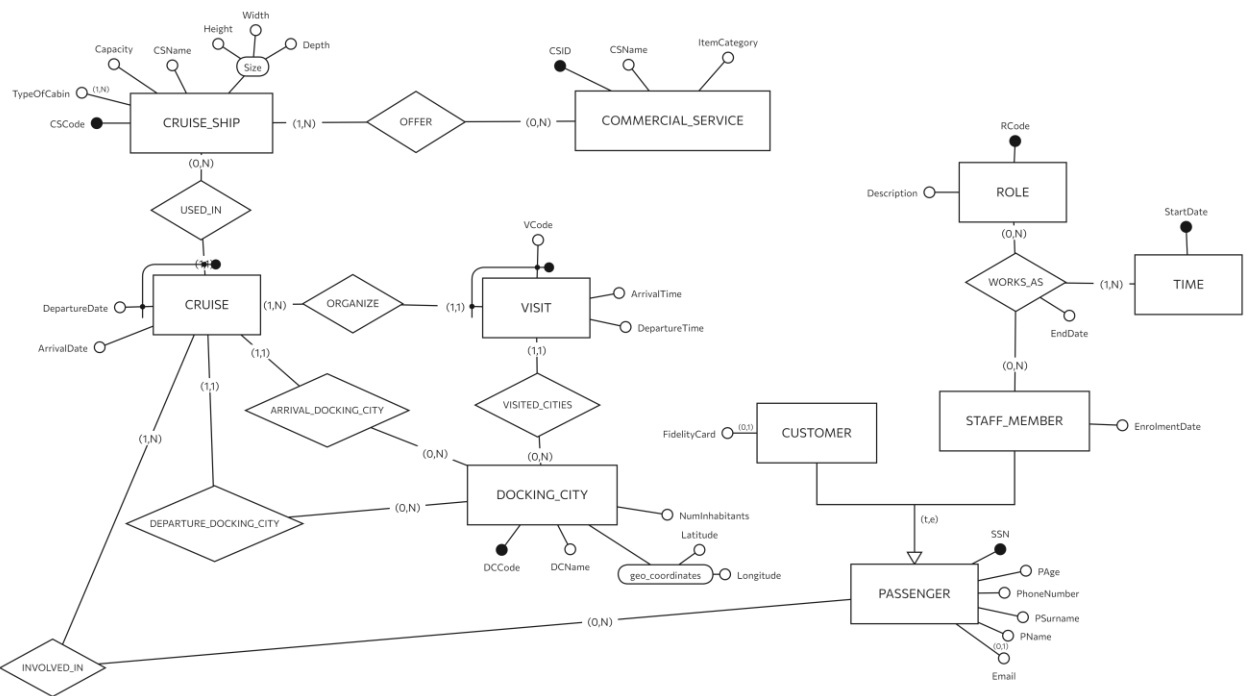 Width
Height
Depth
Size
Capacity
CSName
TypeOfCabin
(1,N)
CSCode
CRUISE_SHIP
(1,N)
OFFER
(0,N)
CSID
CSName
ItemCategory
COMMERCIAL_SERVICE
(0,N)
USED_IN
(1,1)
DepartureDate
ArrivalDate
CRUISE
(1,N)
ORGANIZE
(1,1)
VCode
VISIT
ArrivalTime
DepartureTime
(1,1)
VISITED_CITIES
(0,N)
(1,1)
ARRIVAL_DOCKING_CITY
(0,N)
(1,1)
DEPARTURE_DOCKING_CITY
(0,N)
DOCKING_CITY
NumInhabitants
DCCode
DCName
Latitude
geo_coordinates
Longitude
(1,N)
INVOLVED_IN
(0,N)
RCode
Description
ROLE
(0,N)
WORKS_AS
(1,N)
StartDate
TIME
EndDate
(0,N)
STAFF_MEMBER
EnrolmentDate
FidelityCard
(0,1)
CUSTOMER
(t,e)
PASSENGER
SSN
PAge
PhoneNumber
PSurname
PName
(0,1)
Email